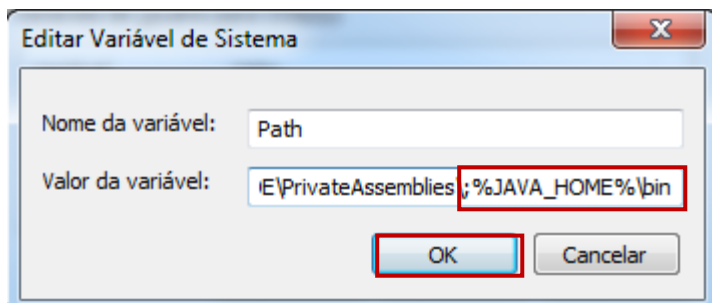 Editar Variável de Sistema
Nome da variável: Path
Valor da variável: E\PrivateAssemblies\;%JAVA_HOME%\bin
OK Cancelar